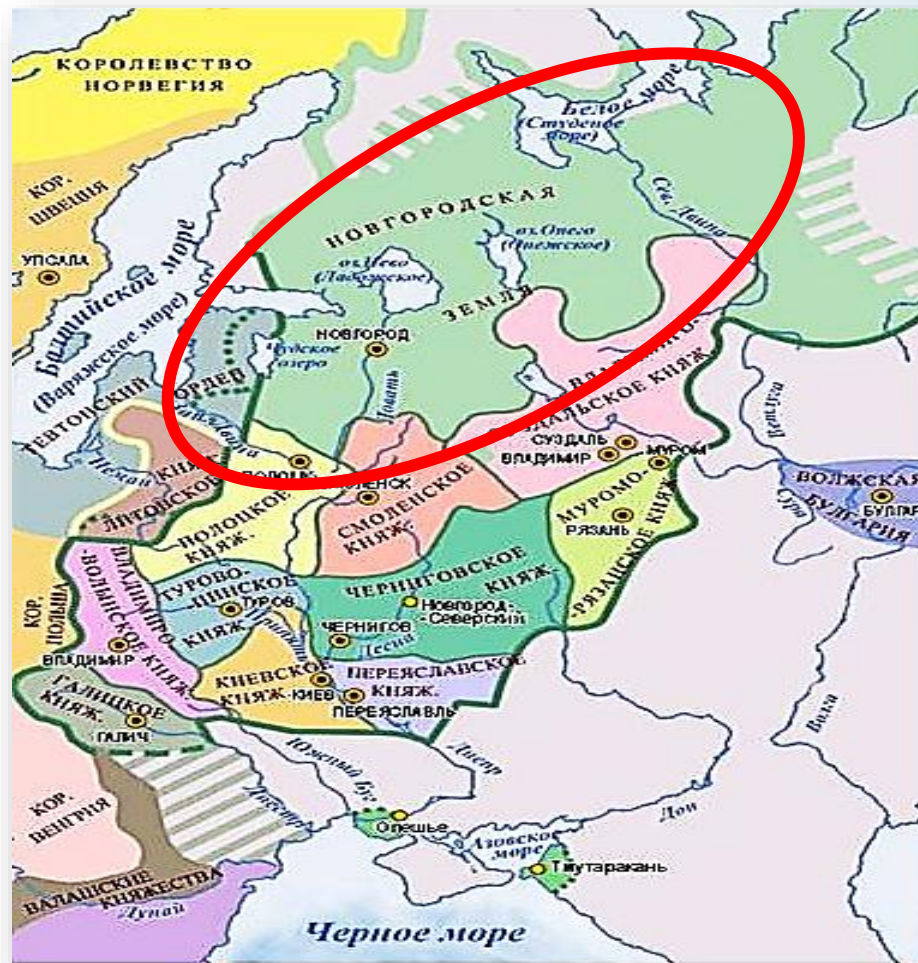 КОРОЛЕВСТВО
НОРВЕГИЯ
КОР.
ШВЕЦИЯ
УПСАЛА
Балтийское море
(Варяжское море)
Белое море
(Студеное
море)
Сев. Двина
НОВГОРОДСКАЯ
ЗЕМЛЯ
оз. Нево
(Ладожское)
оз. Онего
(Онежское)
НОВГОРОД
Чудское
озеро
Ловать
ТЕВТОНСКИЙ
ОРДЕН
Неман
КНЯЖ.
ЛИТОВСКОЕ
ПОЛОЦКОЕ
КНЯЖ.
СМОЛЕНСКОЕ
КНЯЖ.
СУЗДАЛЬ
ВЛАДИМИР
МУРОМ
МУРОМО-
-РЯЗАНСКОЕ КНЯЖ.
РЯЗАНЬ
Ветлуга
Сура
ВОЛЖСКАЯ
БУЛГАРИЯ
БУЛГАР
КОР.
ПОЛЬША
ВЛАДИМИРО-
-ВОЛЫНСКОЕ КНЯЖ.
ВЛАДИМИР
ТУРОВО-
-ПИНСКОЕ
КНЯЖ.
ТУРОВ
Припять
ЧЕРНИГОВСКОЕ
КНЯЖ.
Новгород-
-Северский
ЧЕРНИГОВ
Десна
КИЕВСКОЕ
КНЯЖ.
КИЕВ
ПЕРЕЯСЛАВСКОЕ
КНЯЖ.
ПЕРЕЯСЛАВЛЬ
ГАЛИЦКОЕ
КНЯЖ.
ГАЛИЧ
Южный Буг
Днепр
Днестр
Волга
Дон
КОР.
ВЕНГРИЯ
Олешье
Азовское
море
Тмутаракань
ВАЛАШСКИЕ
КНЯЖЕСТВА
Дунай
Черное море